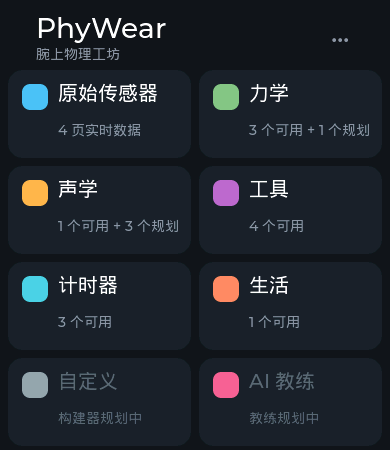 PhyWear
腕上物理工坊
原始传感器
4 页实时数据
力学
3 个可用 + 1 个规划
声学
1 个可用 + 3 个规划
工具
4 个可用
计时器
3 个可用
生活
1 个可用
自定义
构建器规划中
AI 教练
教练规划中